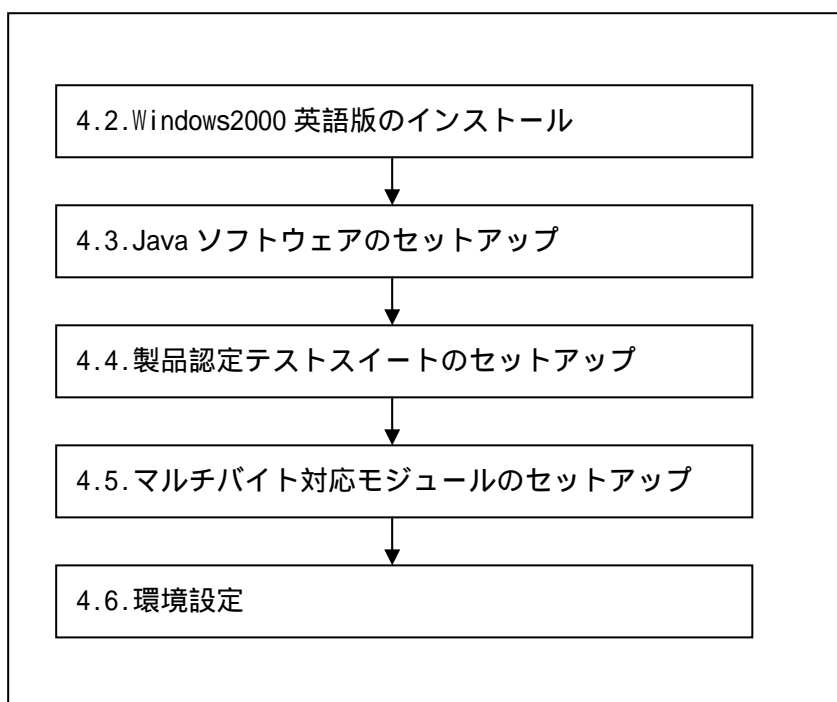 4.2.Windows2000 英語版のインストール
4.3.Java ソフトウェアのセットアップ
4.4.製品認定テストスイートのセットアップ
4.5.マルチバイト対応モジュールのセットアップ
4.6.環境設定